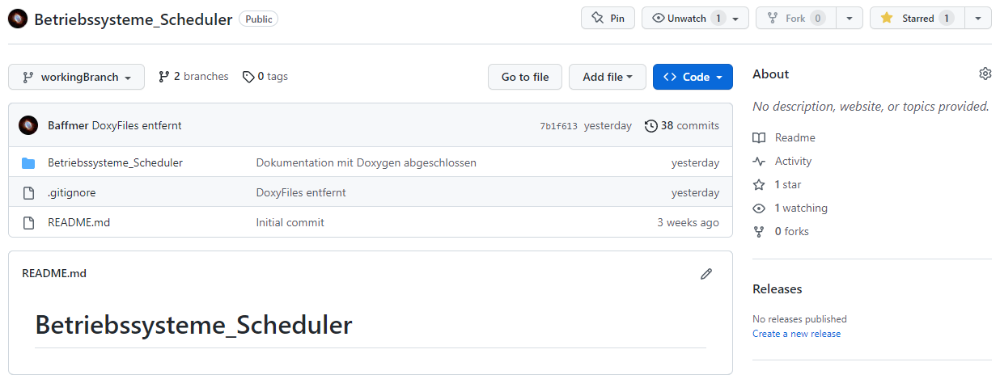 Betriebssysteme_Scheduler Public Pin Unwatch 1 Fork 0 Starred 1
workingBranch 2 branches 0 tags Go to file Add file <> Code
About
No description, website, or topics provided.
Baffmer DoxyFiles entfernt 7b1f613 yesterday 38 commits
Betriebssysteme_Scheduler Dokumentation mit Doxygen abgeschlossen yesterday
.gitignore DoxyFiles entfernt yesterday
README.md Initial commit 3 weeks ago
Readme
Activity
1 star
1 watching
0 forks
README.md
Betriebssysteme_Scheduler
Releases
No releases published
Create a new release